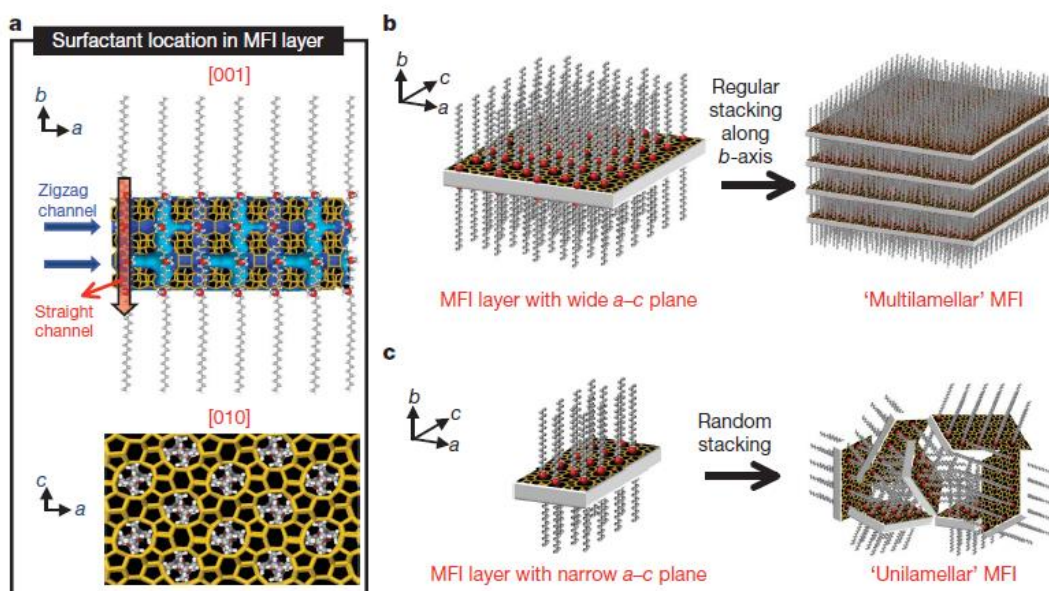 a
Surfactant location in MFI layer
[001]
b
a
Zigzag
channel
Straight
channel
[010]
c
a
b
b
c
a
MFI layer with wide a–c plane
Regular
stacking
along
b-axis
‘Multilamellar’ MFI
c
b
c
a
MFI layer with narrow a–c plane
Random
stacking
‘Unilamellar’ MFI